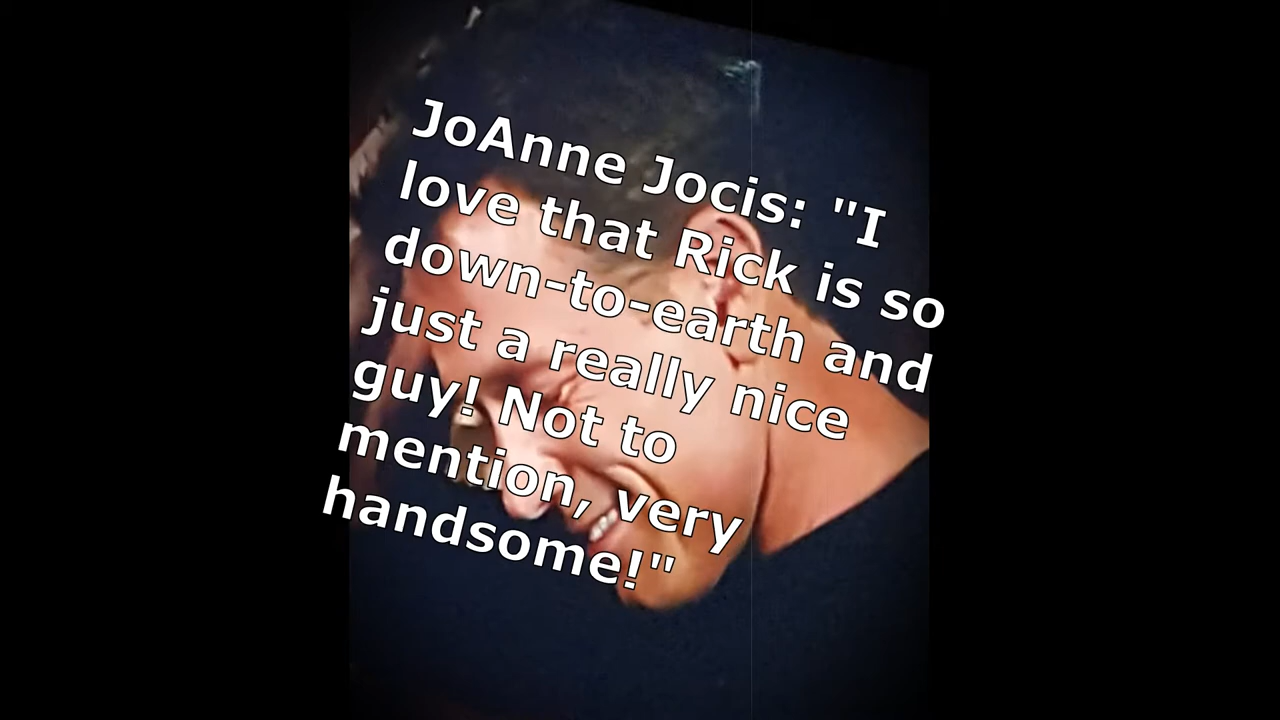 JoAnne Jocis: "I
love that Rick is so
down-to-earth and
just a really nice
guy! Not to
mention, very
handsome!"